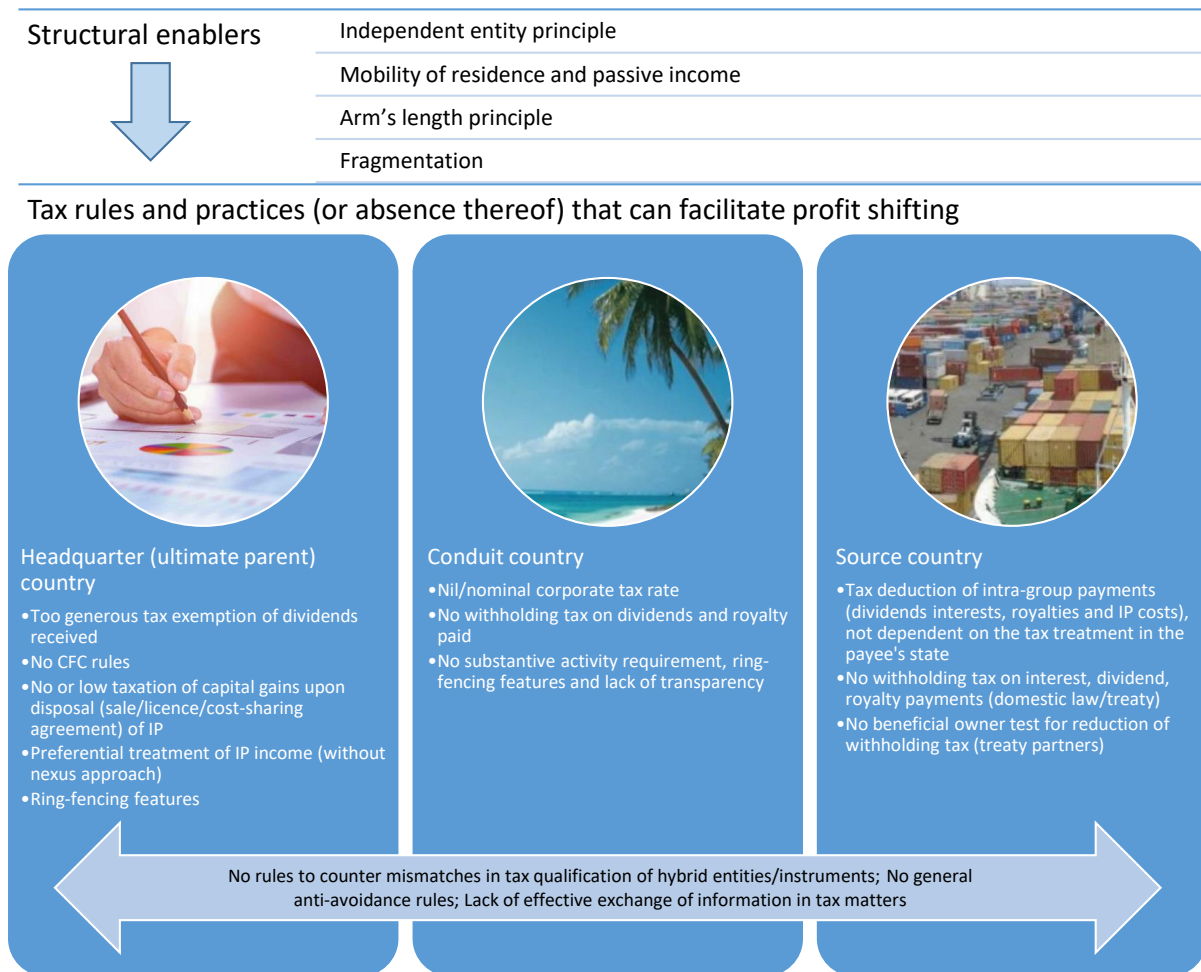 Structural enablers
Independent entity principle
Mobility of residence and passive income
Arm's length principle
Fragmentation
Tax rules and practices (or absence thereof) that can facilitate profit shifting
Headquarter (ultimate parent)
country
•Too generous tax exemption of dividends
received
•No CFC rules
•No or low taxation of capital gains upon
disposal (sale/licence/cost-sharing
agreement) of IP
•Preferential treatment of IP income (without
nexus approach)
•Ring-fencing features
Conduit country
•Nil/nominal corporate tax rate
•No withholding tax on dividends and royalty
paid
•No substantive activity requirement, ring-
fencing features and lack of transparency
Source country
•Tax deduction of intra-group payments
(dividends interests, royalties and IP costs),
not dependent on the tax treatment in the
payee's state
•No withholding tax on interest, dividend,
royalty payments (domestic law/treaty)
•No beneficial owner test for reduction of
withholding tax (treaty partners)
No rules to counter mismatches in tax qualification of hybrid entities/instruments; No general
anti-avoidance rules; Lack of effective exchange of information in tax matters